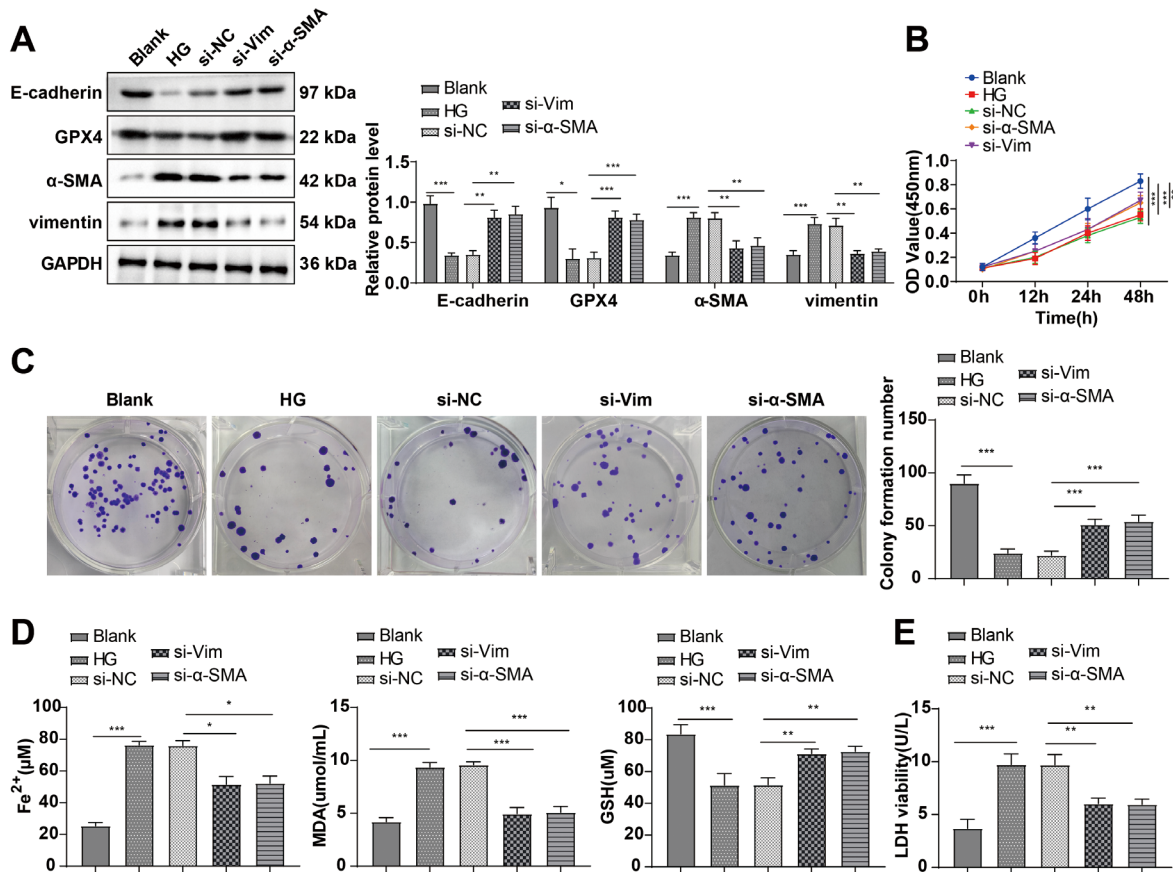 A
Blank
HG
si-NC
si-Vim
si-α-SMA
E-cadherin
97 kDa
GPX4
22 kDa
α-SMA
42 kDa
vimentin
54 kDa
GAPDH
36 kDa
Blank
HG
si-NC
si-Vim
si-α-SMA
Relative protein level
1.5
1.0
0.5
0.0
***
**
**
*
***
***
***
**
**
***
**
**
E-cadherin
GPX4
α-SMA
vimentin
B
Blank
HG
si-NC
si-α-SMA
si-Vim
OD Value(450nm)
1.0
0.8
0.6
0.4
0.2
0.0
***
***
0h
12h
24h
48h
Time(h)
C
Blank
HG
si-NC
si-Vim
si-α-SMA
Blank
HG
si-NC
si-Vim
si-α-SMA
Colony formation number
150
100
50
0
***
***
***
D
Blank
HG
si-NC
si-Vim
si-α-SMA
Fe2+(μM)
80
60
40
20
0
***
*
*
Blank
HG
si-NC
si-Vim
si-α-SMA
MDA(umol/mL)
15
10
5
0
***
***
***
Blank
HG
si-NC
si-Vim
si-α-SMA
GSH(uM)
100
80
60
40
20
0
***
**
**
E
Blank
HG
si-NC
si-Vim
si-α-SMA
LDH viability(U/L)
15
10
5
0
***
**
**